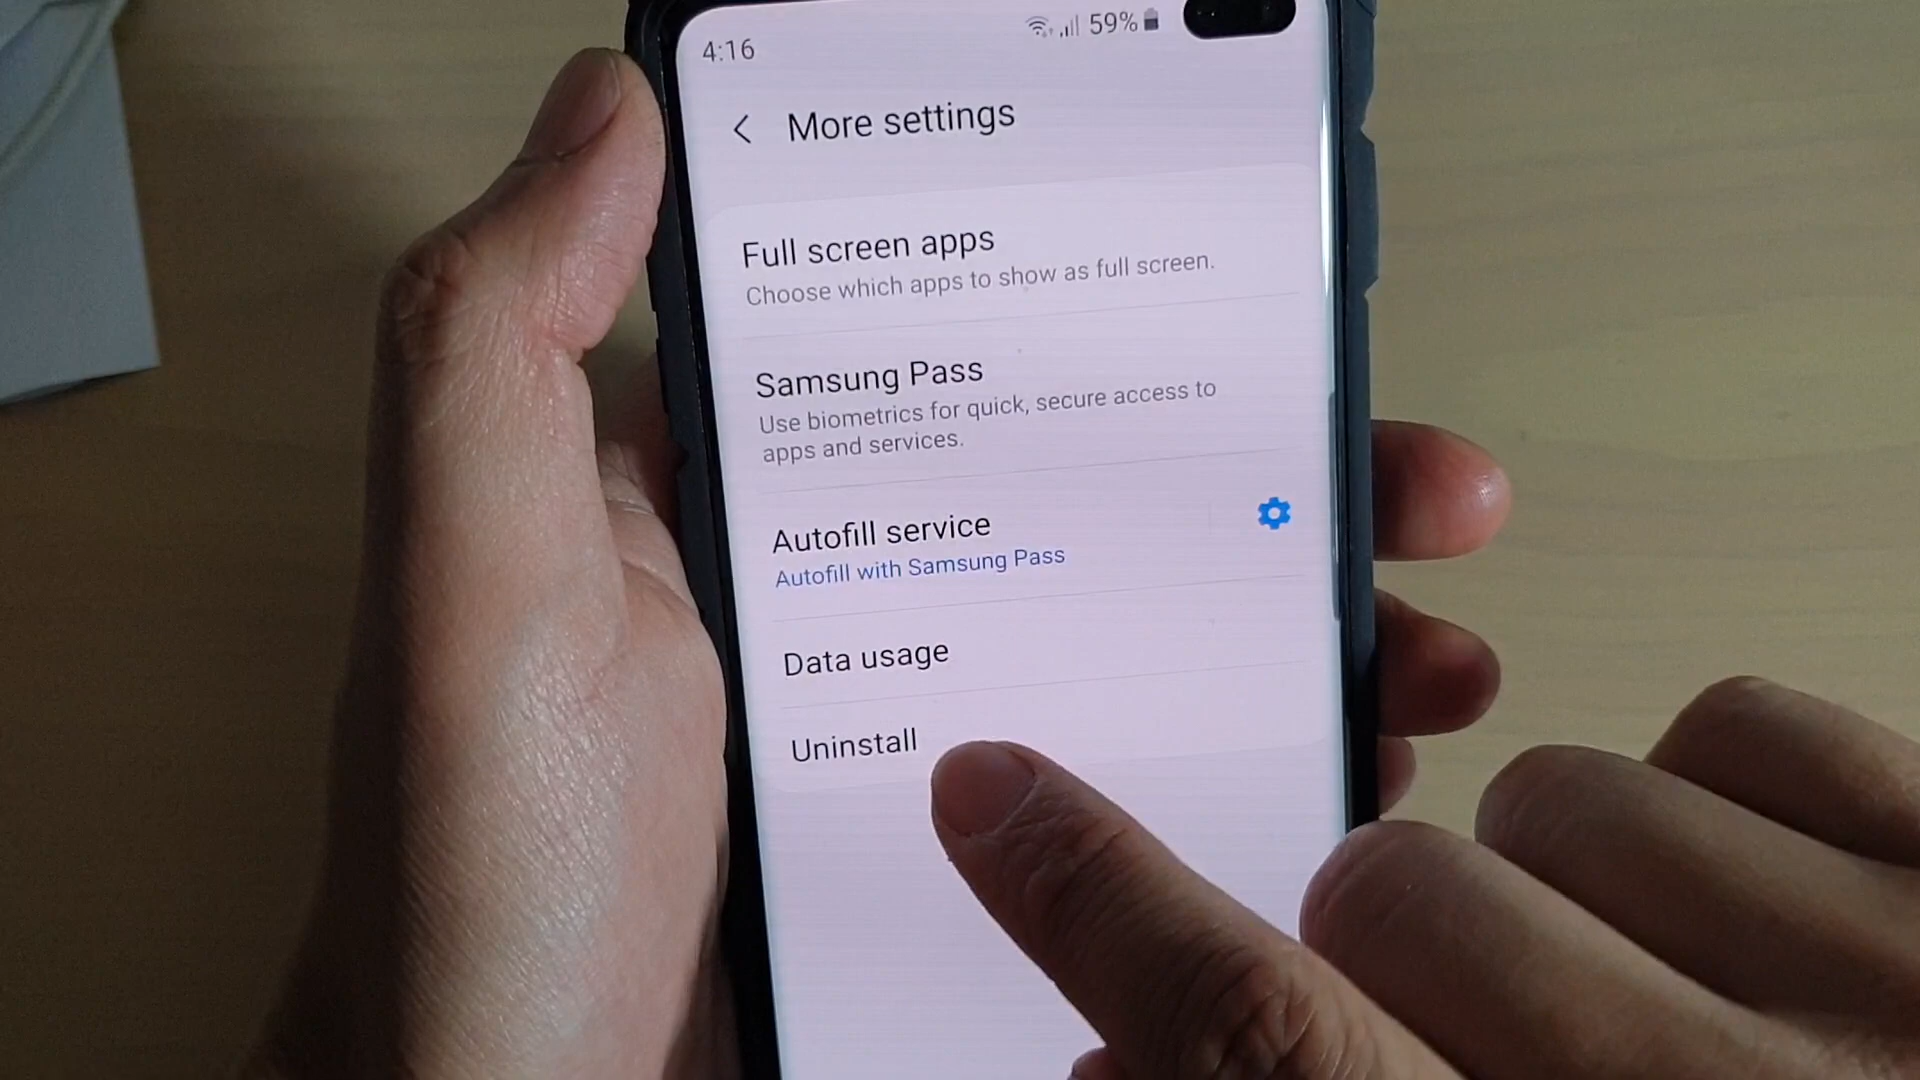 4:16
59%
More settings
Full screen apps
Choose which apps to show as full screen.
Samsung Pass
Use biometrics for quick, secure access to
apps and services.
Autofill service
Autofill with Samsung Pass
Data usage
Uninstall